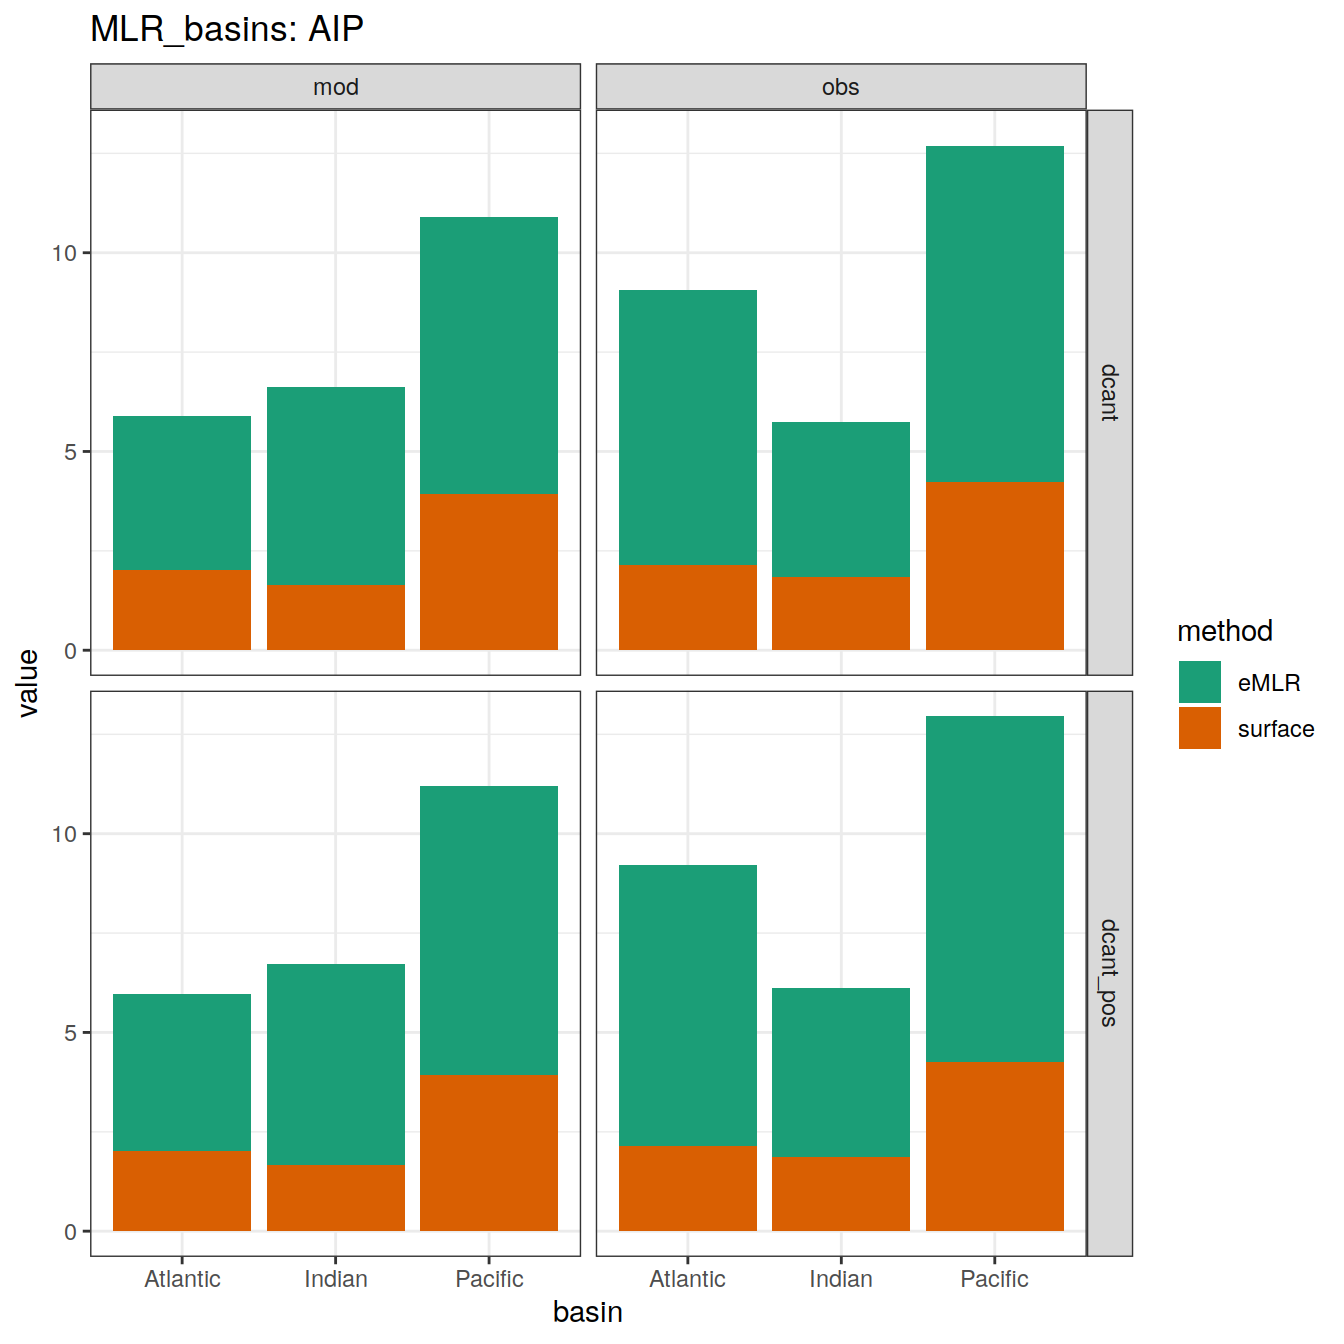 MLR_basins: AIP
mod
obs
10
5
0
dcant
value
10
5
0
dcant_pos
Atlantic
Indian
Pacific
Atlantic
Indian
Pacific
basin
method
eMLR
surface